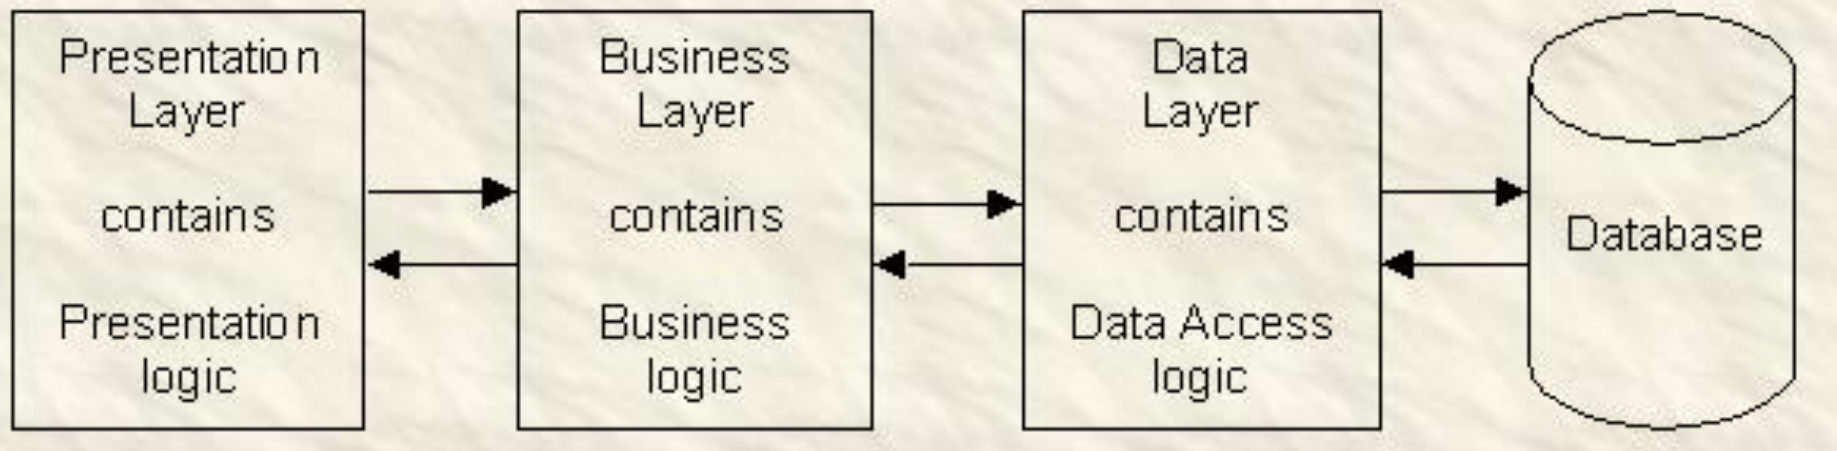 Presentation
Layer
contains
Presentation
logic
Business
Layer
contains
Business
logic
Data
Layer
contains
Data Access
logic
Database